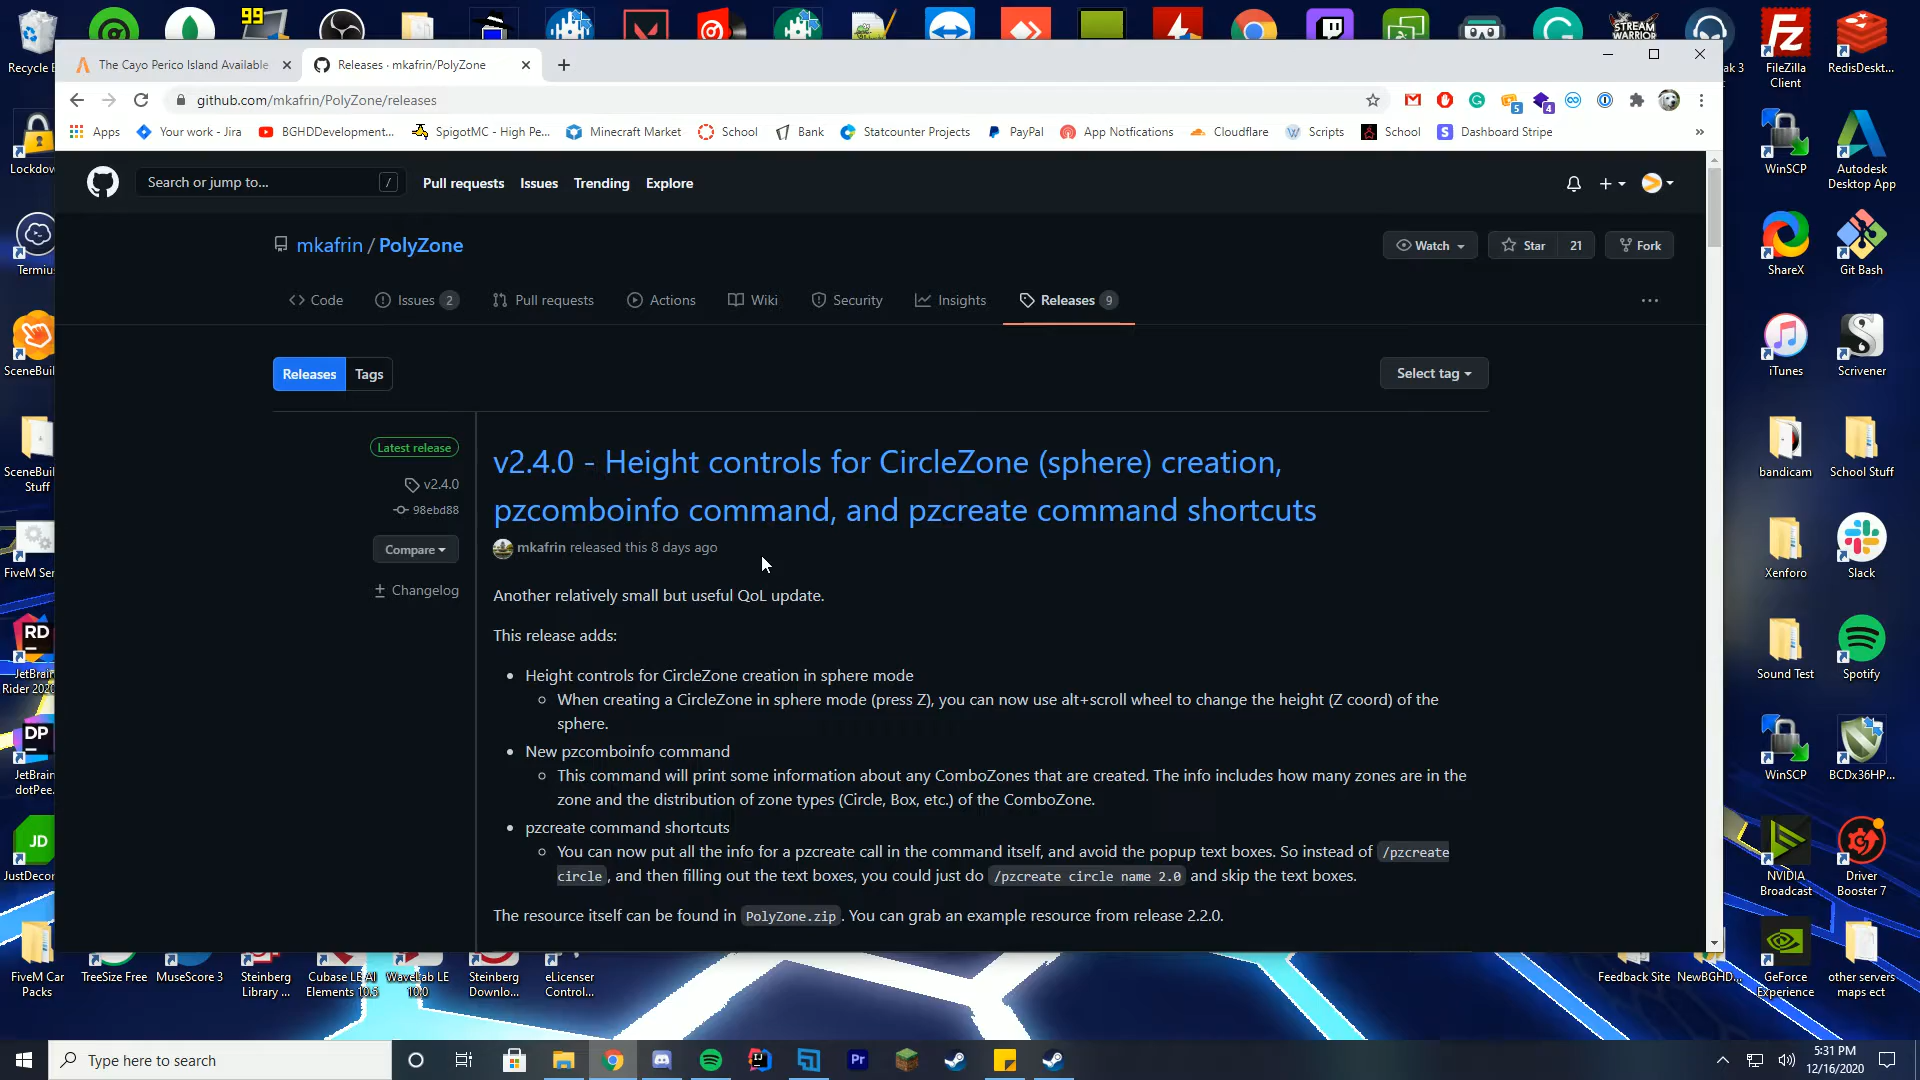 99
The Cayo Perico Island Available
Releases · mkafrin/PolyZone
github.com/mkafrin/PolyZone/releases
5
4
Apps
Your work - Jira
BGHDDevelopment...
SpigotMC - High Pe...
Minecraft Market
School
Bank
Statcounter Projects
PayPal
App Notfications
Cloudflare
Scripts
School
Dashboard Stripe
»
Search or jump to...
/
Pull requests
Issues
Trending
Explore
mkafrin / PolyZone
Watch
Star
21
Fork
Code
Issues 2
Pull requests
Actions
Wiki
Security
Insights
Releases 9
Releases
Tags
Select tag
Latest release
v2.4.0
98ebd88
Compare
Changelog
v2.4.0 - Height controls for CircleZone (sphere) creation,
pzcomboinfo command, and pzcreate command shortcuts
mkafrin released this 8 days ago
Another relatively small but useful QoL update.
This release adds:
• Height controls for CircleZone creation in sphere mode
When creating a CircleZone in sphere mode (press Z), you can now use alt+scroll wheel to change the height (Z coord) of the
sphere.
• New pzcomboinfo command
This command will print some information about any ComboZones that are created. The info includes how many zones are in the
zone and the distribution of zone types (Circle, Box, etc.) of the ComboZone.
• pzcreate command shortcuts
You can now put all the info for a pzcreate call in the command itself, and avoid the popup text boxes. So instead of /pzcreate
circle , and then filling out the text boxes, you could just do /pzcreate circle name 2.0 and skip the text boxes.
The resource itself can be found in PolyZone.zip . You can grab an example resource from release 2.2.0.
Recycle
Lockdow
Termiu
SceneBuil
SceneBuil
Stuff
FiveM Ser
RD
JetBrain
Rider 2020
DP
JetBrain
dotPee.
JD
JustDecor
FiveM Car
Packs
TreeSize Free
MuseScore 3
Steinberg
Library ...
Cubase LE AI
Elements 10.5
WaveLab LE
10.0
Steinberg
Downlo...
eLicenser
Control...
STREAM
WARRIOR
ak 3
FileZilla
Client
RedisDeskt...
WinSCP
Autodesk
Desktop App
ShareX
Git Bash
iTunes
Scrivener
bandicam
School Stuff
Xenforo
Slack
Sound Test
Spotify
WinSCP
BCDx36HP...
NVIDIA
Broadcast
Driver
Booster 7
Feedback Site
NewBGHD...
GeForce
Experience
other servers
maps ect
Type here to search
Pr
5:31 PM
12/16/2020